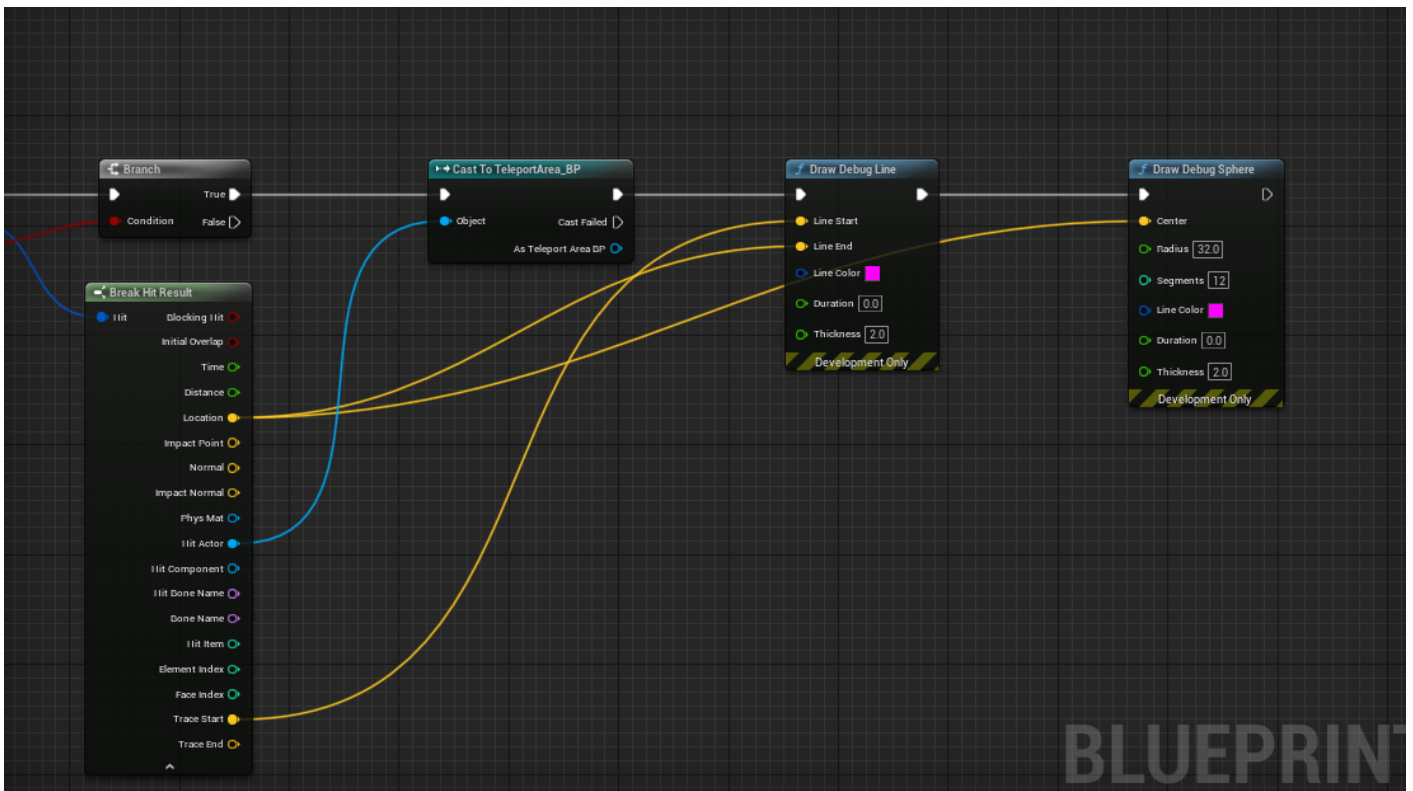 Branch
True
Condition
False
Break Hit Result
Hit
Blocking Hit
Initial Overlap
Time
Distance
Location
Impact Point
Normal
Impact Normal
Phys Mat
Hit Actor
Hit Component
Hit Bone Name
Bone Name
Hit Item
Element Index
Face Index
Trace Start
Trace End
Cast To TeleportArea_BP
Object
Cast Failed
As Teleport Area BP
f Draw Debug Line
Line Start
Line End
Line Color
Duration 0.0
Thickness 2.0
Development Only
f Draw Debug Sphere
Center
Radius 32.0
Segments 12
Line Color
Duration 0.0
Thickness 2.0
Development Only
BLUEPRINT